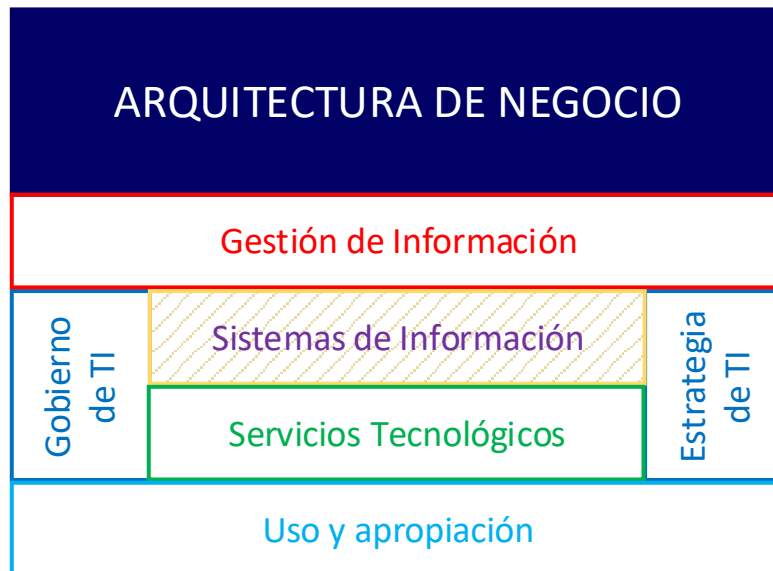 ARQUITECTURA DE NEGOCIO
Gestión de Información
Gobierno
de TI
Sistemas de Información
Servicios Tecnológicos
Estrategia
de TI
Uso y apropiación